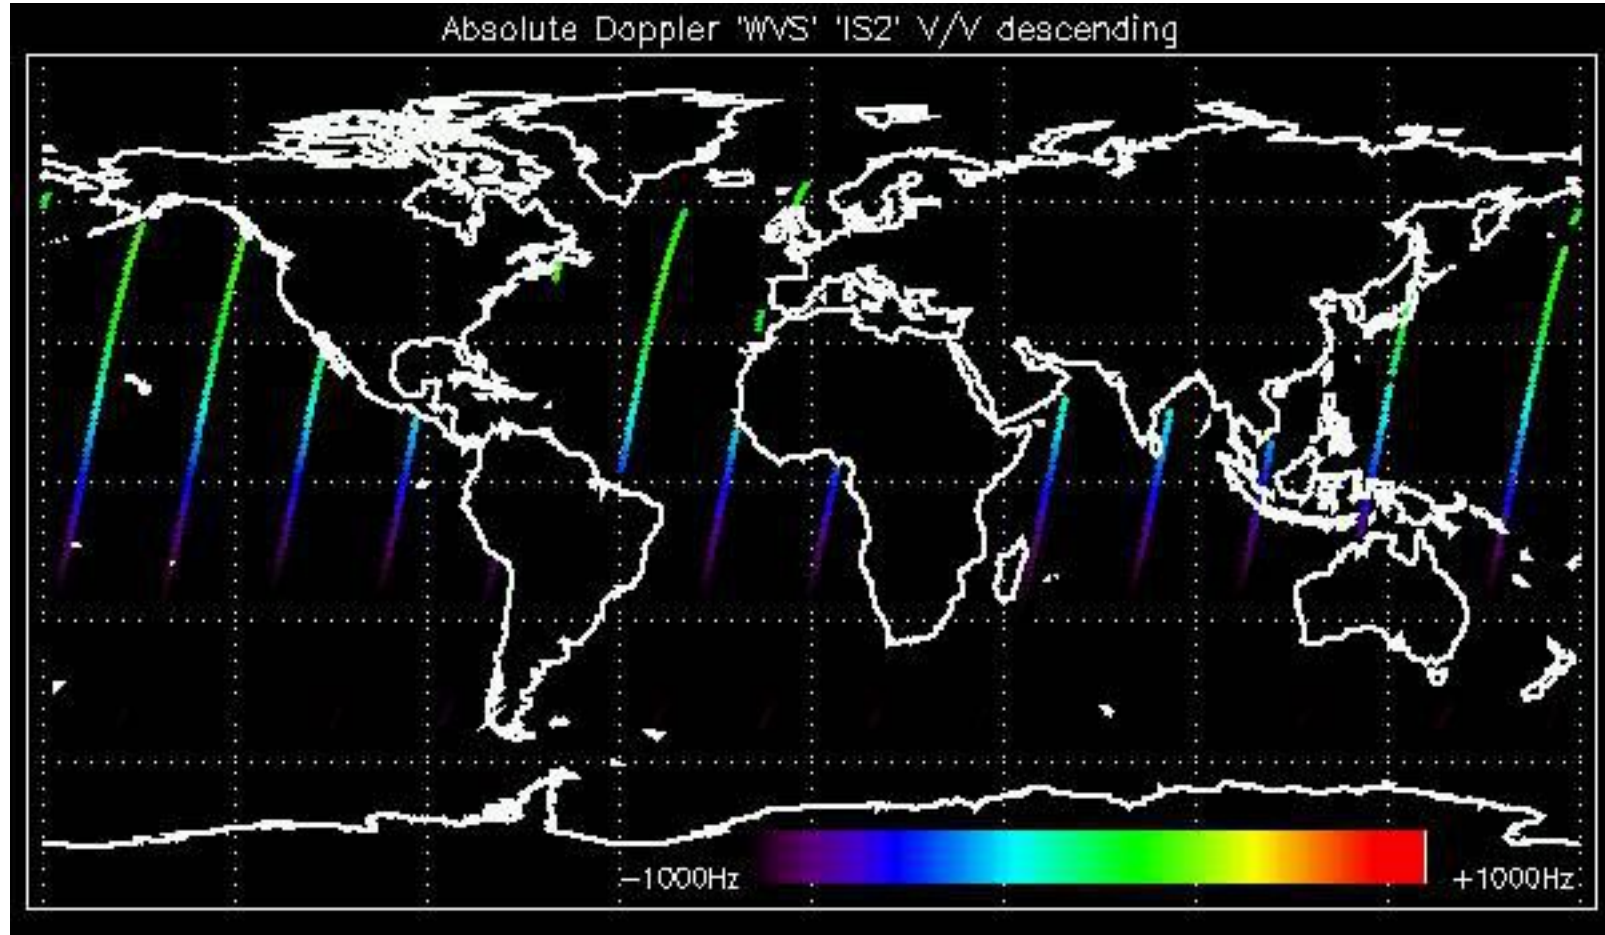 Absolute Doppler 'WVS' 'IS2' V/V descending
-1000Hz
+1000Hz